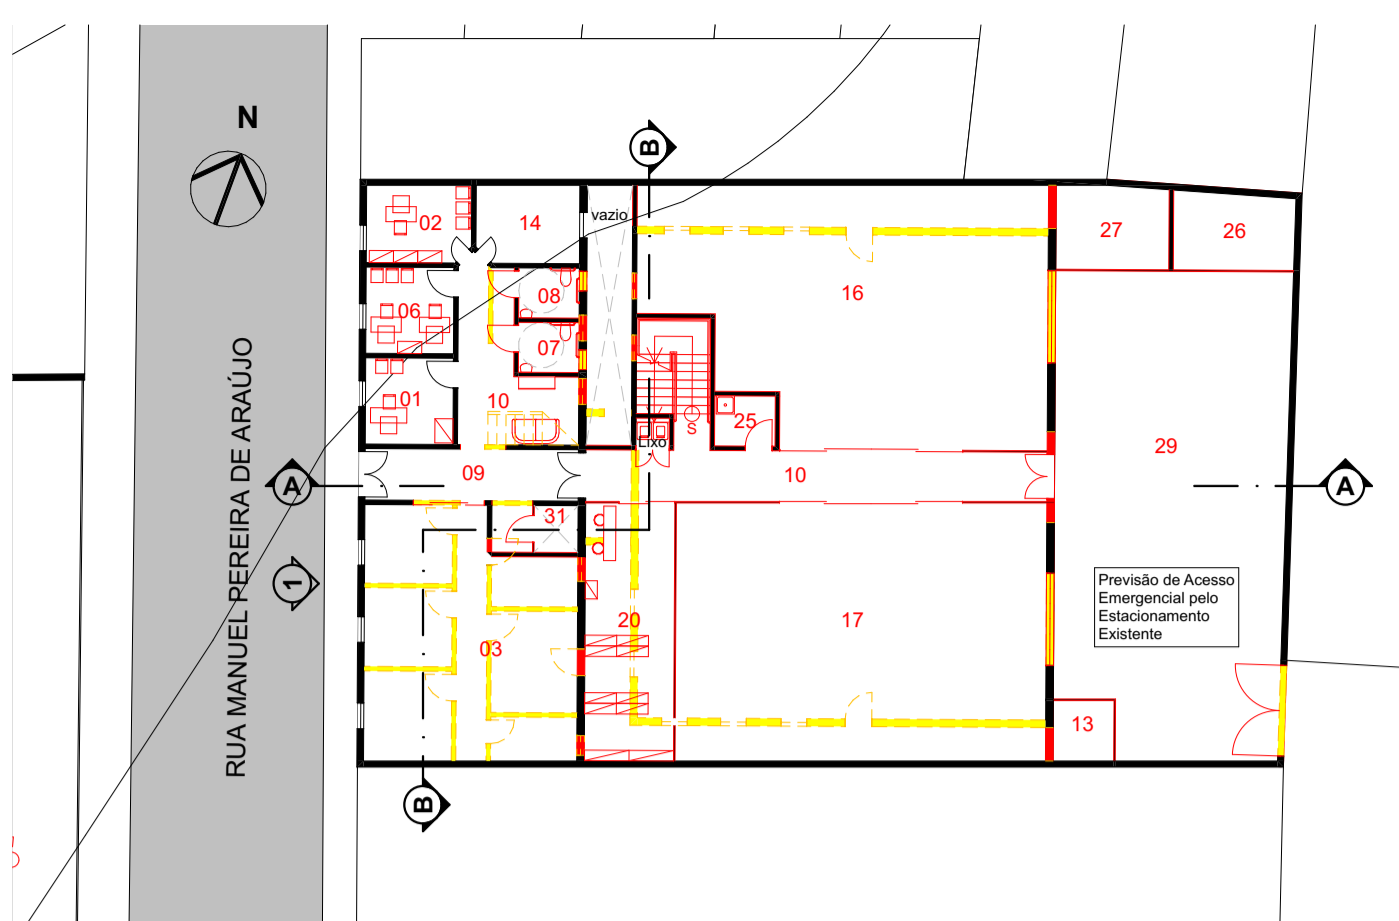 N
B
vazio
02
14
27
26
08
16
06
07
01
10
25
S
Lixo
29
RUA MANUEL PEREIRA DE ARAÚJO
A
09
10
A
31
1
Previsão de Acesso
Emergencial pelo
Estacionamento
Existente
20
17
03
13
B